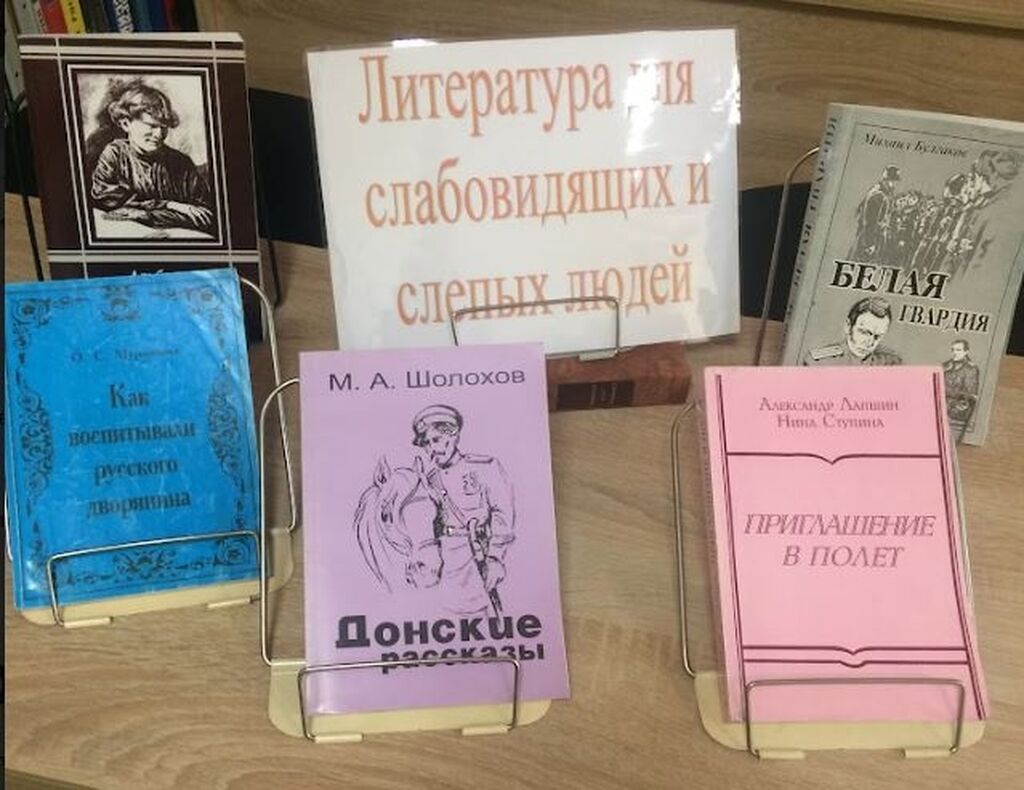 Литература для
слабовидящих и
слепых людей
Михаил Булгаков
БЕЛАЯ
ГВАРДИЯ
О. С. Муравьева
Как
воспитывали
русского
дворянина
М. А. Шолохов
Донские
рассказы
Александр Лапшин
Нина Ступина
ПРИГЛАШЕНИЕ
В ПОЛЕТ